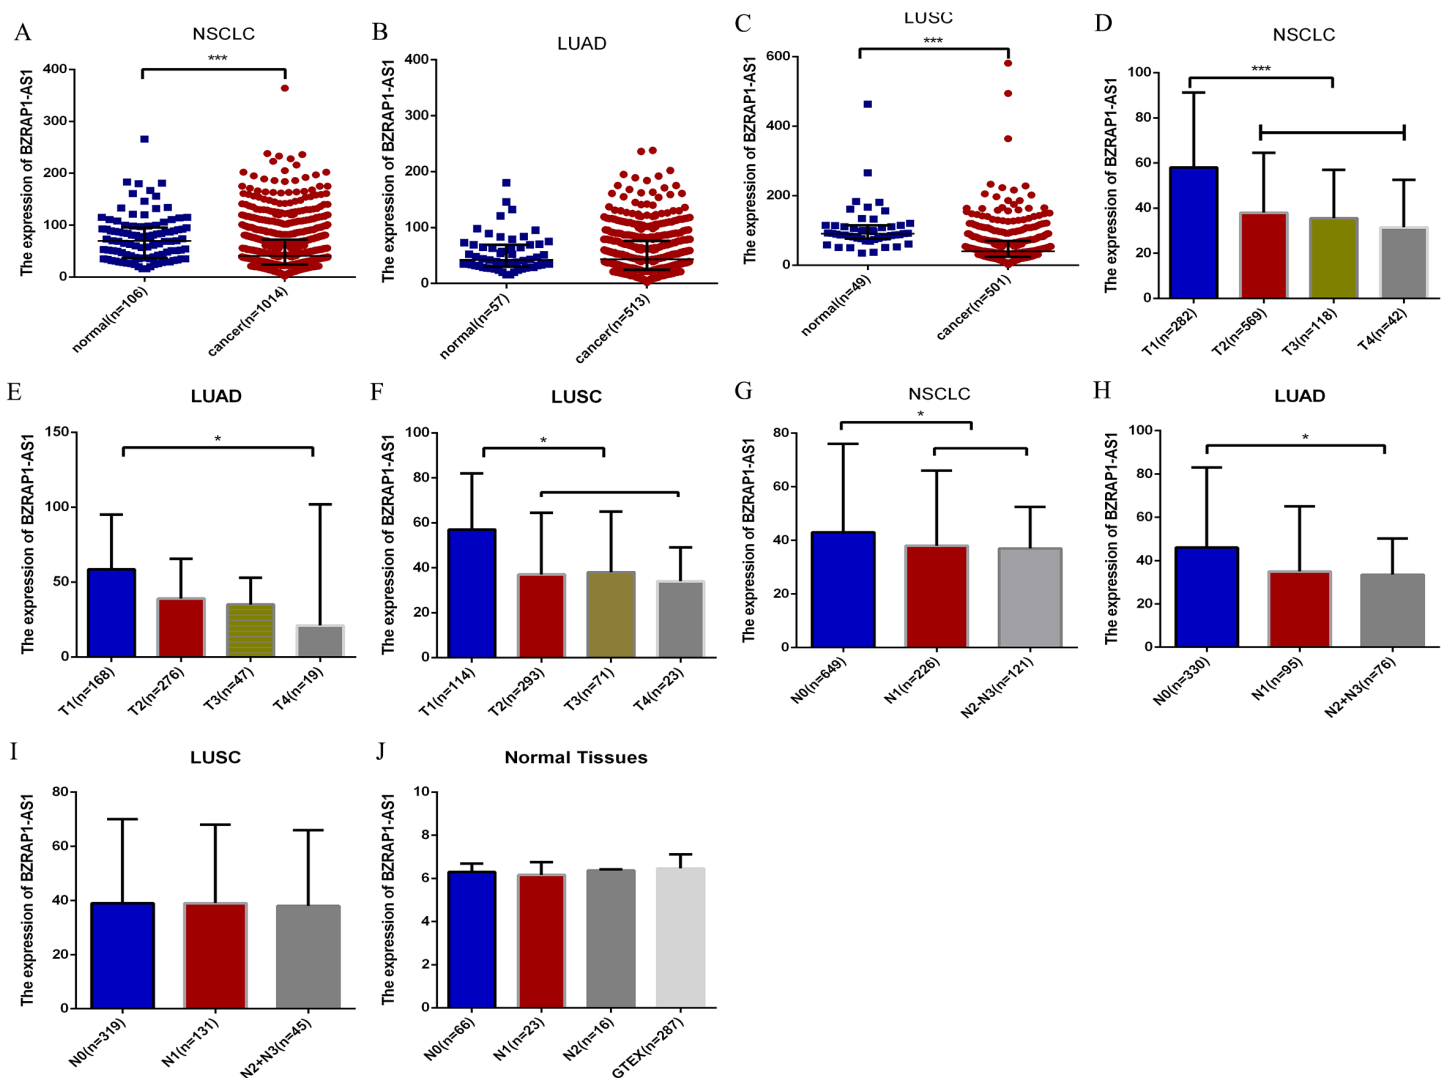 A
NSCLC
***
The expression of BZRAP1-AS1
400
300
200
100
0
normal(n=106)
cancer(n=1014)
B
LUAD
The expression of BZRAP1-AS1
400
300
200
100
0
normal(n=57)
cancer(n=513)
C
LUSC
***
The expression of BZRAP1-AS1
600
400
200
0
normal(n=49)
cancer(n=501)
D
NSCLC
***
The expression of BZRAP1-AS1
100
80
60
40
20
0
T1(n=282)
T2(n=569)
T3(n=118)
T4(n=42)
E
LUAD
*
The expression of BZRAP1-AS1
150
100
50
0
T1(n=168)
T2(n=276)
T3(n=47)
T4(n=19)
F
LUSC
*
The expression of BZRAP1-AS1
100
80
60
40
20
0
T1(n=114)
T2(n=293)
T3(n=71)
T4(n=23)
G
NSCLC
*
The expression of BZRAP1-AS1
80
60
40
20
0
N0(n=649)
N1(n=226)
N2-N3(n=121)
H
LUAD
*
The expression of BZRAP1-AS1
100
80
60
40
20
0
N0(n=330)
N1(n=95)
N2+N3(n=76)
I
LUSC
The expression of BZRAP1-AS1
80
60
40
20
0
N0(n=319)
N1(n=131)
N2+N3(n=45)
J
Normal Tissues
The expression of BZRAP1-AS1
10
8
6
4
2
0
N0(n=66)
N1(n=23)
N2(n=16)
GTEX(n=287)